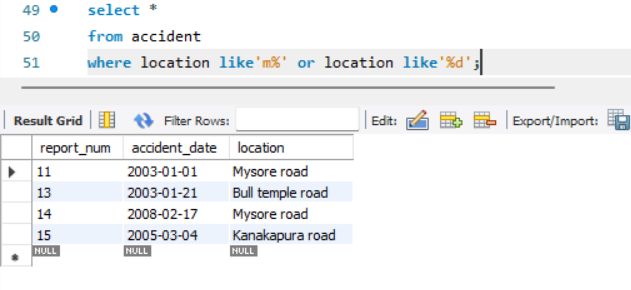 49 select *
50 from accident
51 where location like'm%' or location like'%d';
Result Grid Filter Rows: Edit: Export/Import:
report_num accident_date location
11 2003-01-01 Mysore road
13 2003-01-21 Bull temple road
14 2008-02-17 Mysore road
15 2005-03-04 Kanakapura road
NULL NULL NULL